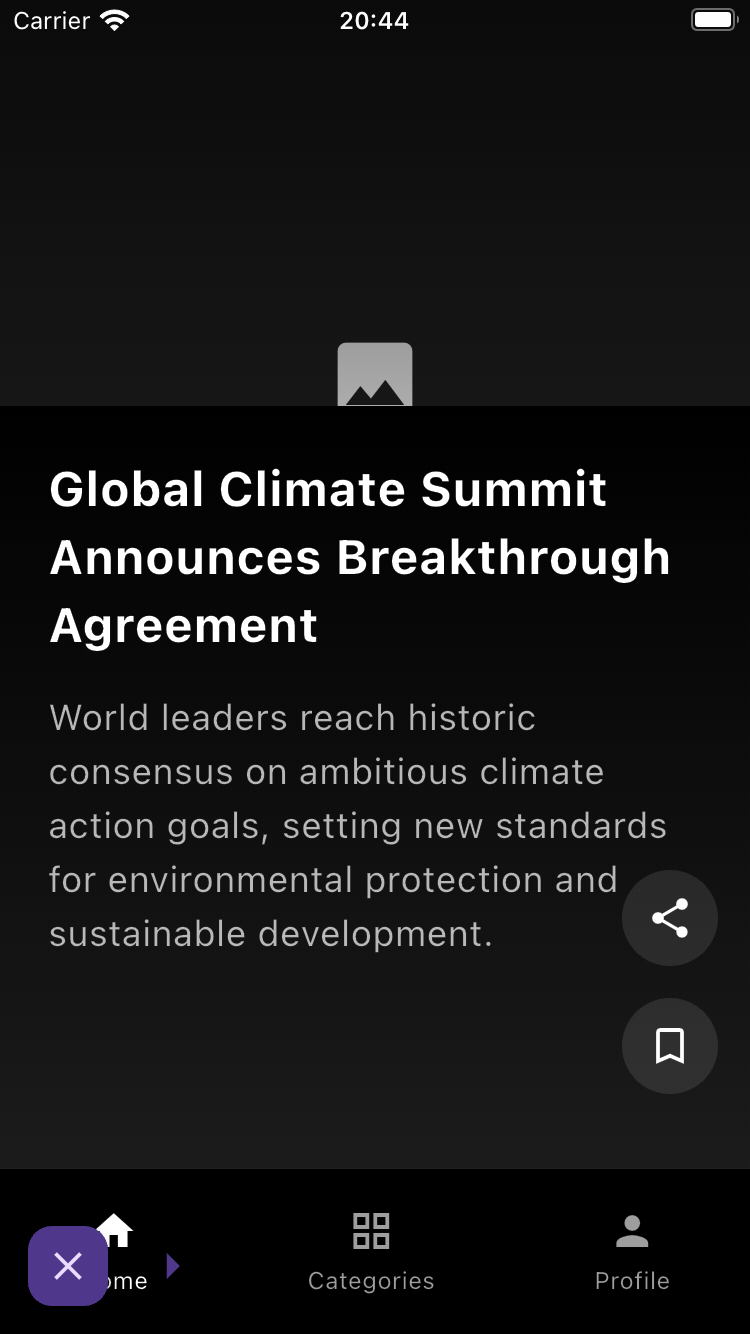 Carrier 20:44
Global Climate Summit
Announces Breakthrough
Agreement
World leaders reach historic
consensus on ambitious climate
action goals, setting new standards
for environmental protection and
sustainable development.
Categories Profile